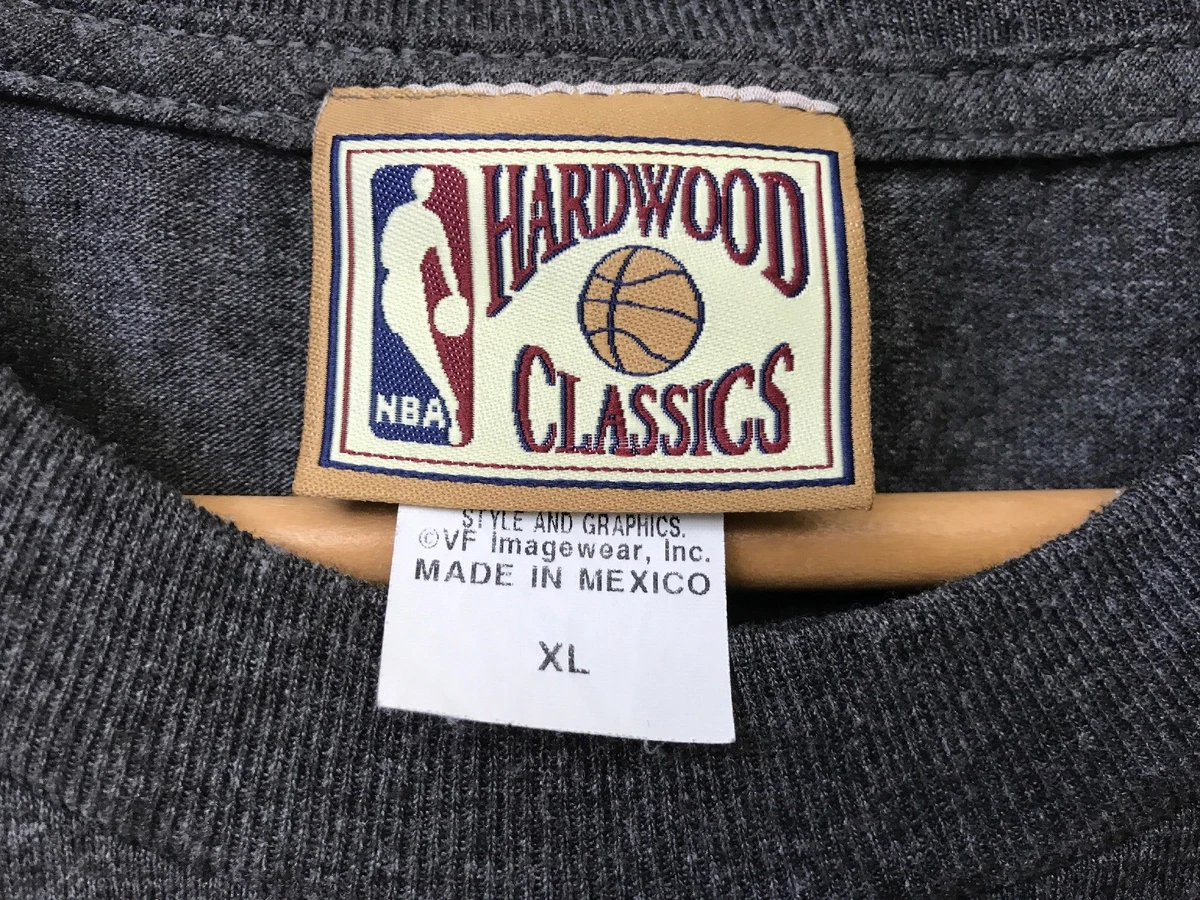 HARDWOOD
CLASSICS
NBA
STYLE AND GRAPHICS.
©VF Imagewear, Inc.
MADE IN MEXICO
XL